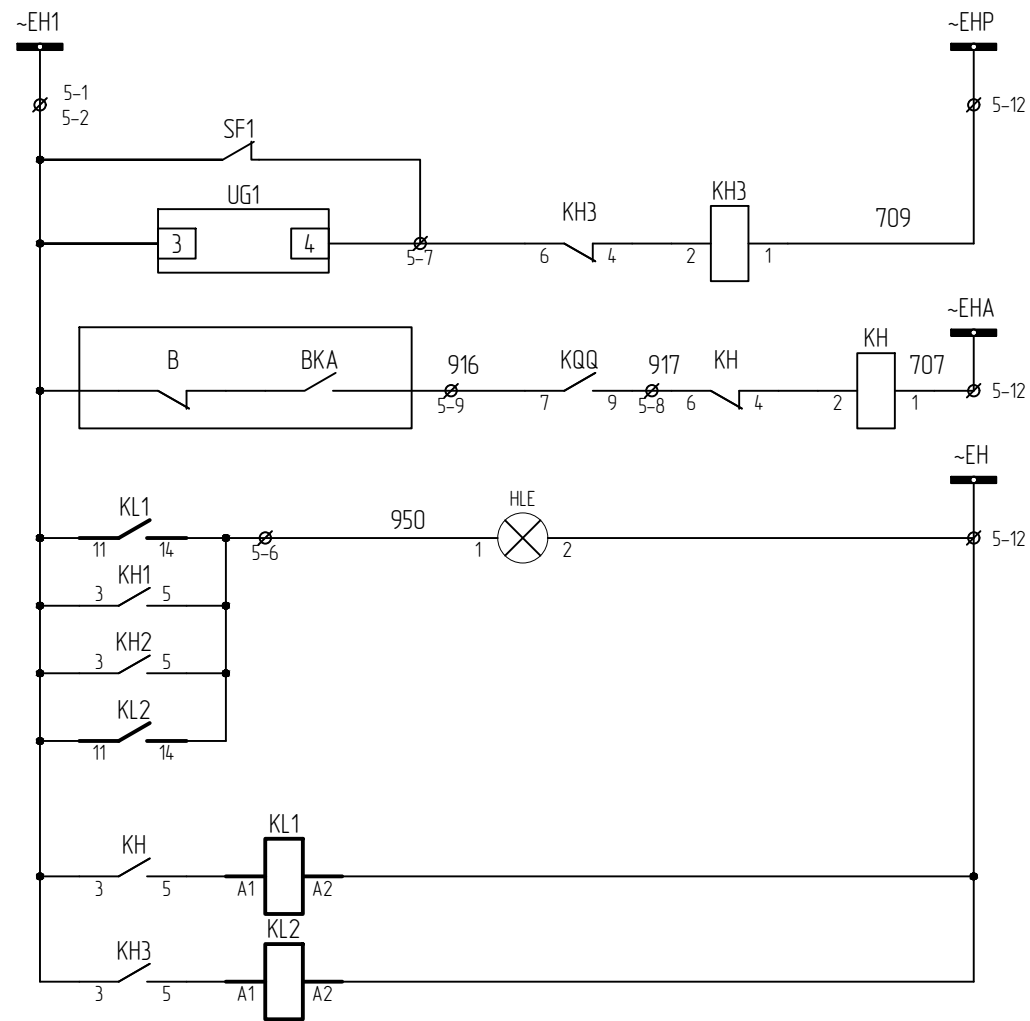 ~EH1
~EHP
5-1
5-2
5-12
SF1
UG1
3
4
5-7
KH3
6
4
KH3
2
1
709
~EHA
B
BKA
916
5-9
KQQ
7
9
917
5-8
KH
6
4
KH
2
1
707
5-12
~EH
KL1
11
14
5-6
950
HLE
1
2
5-12
KH1
3
5
KH2
3
5
KL2
11
14
KH
3
5
KL1
A1
A2
KH3
3
5
KL2
A1
A2